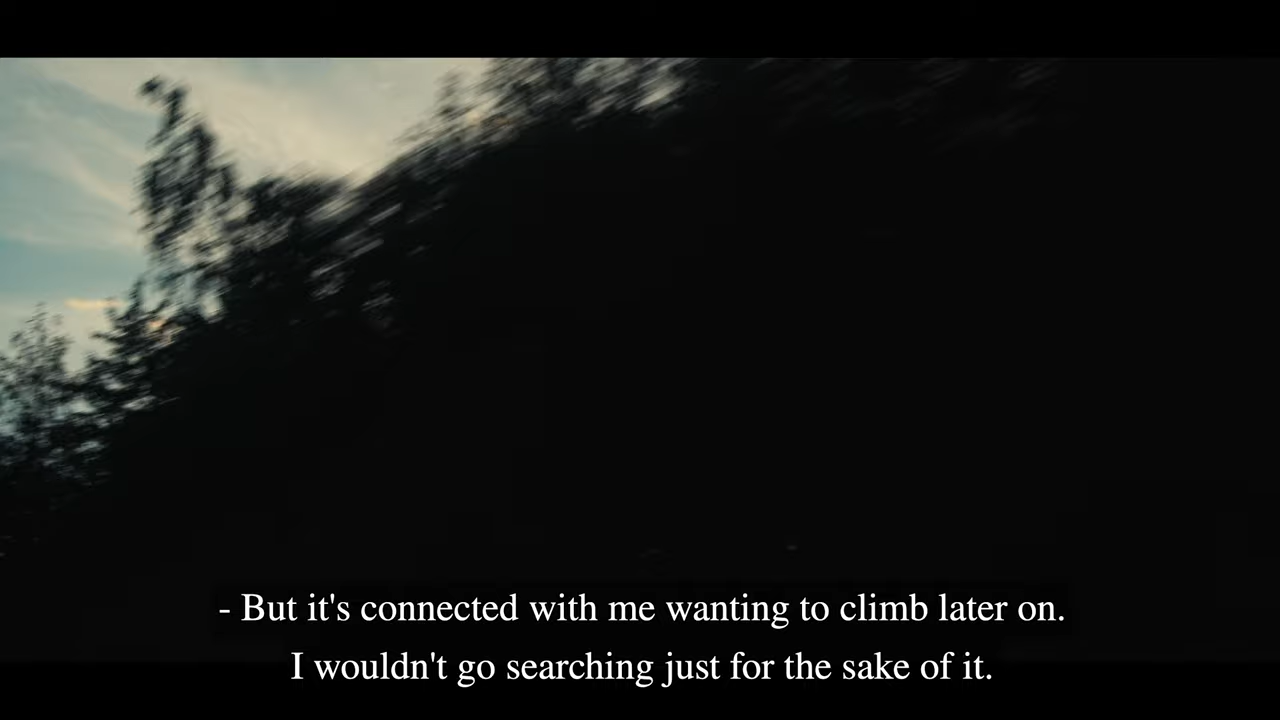 - But it's connected with me wanting to climb later on.
I wouldn't go searching just for the sake of it.